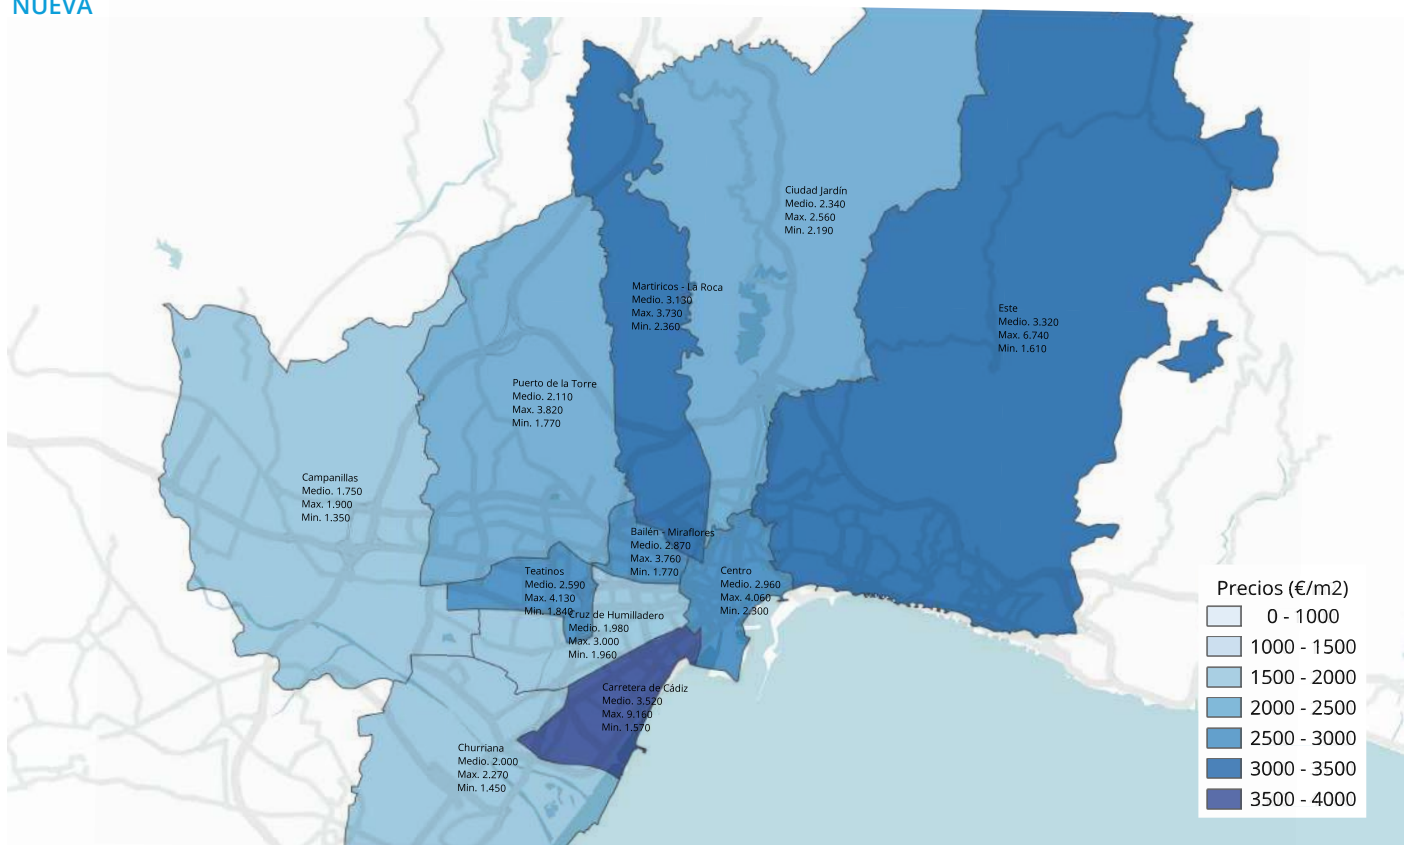 NUEVA
Ciudad Jardín
Medio. 2.340
Max. 2.560
Min. 2.190
Martiricos - La Roca
Medio. 3.130
Max. 3.730
Min. 2.360
Este
Medio. 3.320
Max. 6.740
Min. 1.610
Puerto de la Torre
Medio. 2.110
Max. 3.820
Min. 1.770
Campanillas
Medio. 1.750
Max. 1.900
Min. 1.350
Bailén - Miraflores
Medio. 2.870
Max. 3.760
Min. 1.770
Teatinos
Medio. 2.590
Max. 4.130
Min. 1.840
Centro
Medio. 2.960
Max. 4.060
Min. 2.300
Cruz de Humilladero
Medio. 1.980
Max. 3.000
Min. 1.960
Carretera de Cádiz
Medio. 3.520
Max. 9.160
Min. 1.570
Churriana
Medio. 2.000
Max. 2.270
Min. 1.450
Precios (€/m2)
0 - 1000
1000 - 1500
1500 - 2000
2000 - 2500
2500 - 3000
3000 - 3500
3500 - 4000